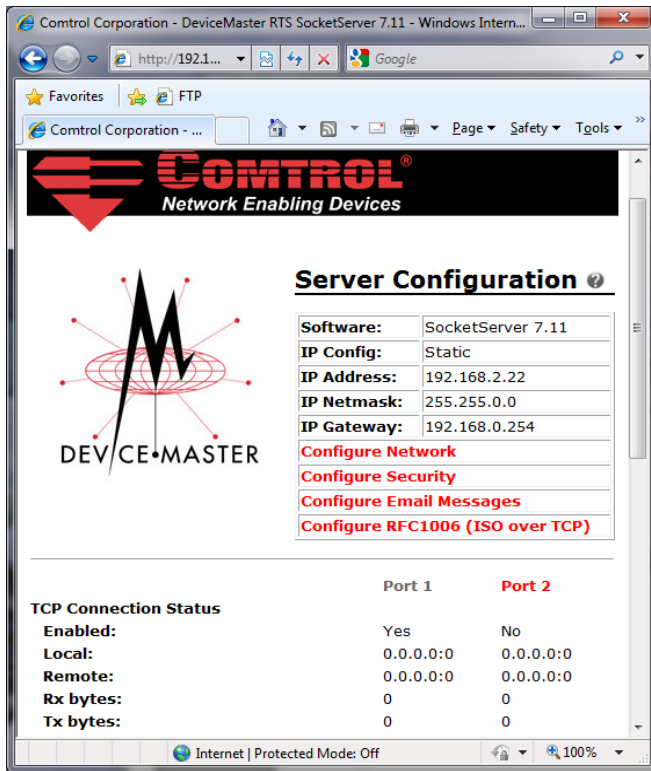 Comtrol Corporation - DeviceMaster RTS SocketServer 7.11 - Windows Intern...
http://192.1...
Google
Favorites
FTP
Comtrol Corporation - ...
Page
Safety
Tools
»
COMTROL®
Network Enabling Devices
DEVICE•MASTER
Server Configuration ?
Software: SocketServer 7.11
IP Config: Static
IP Address: 192.168.2.22
IP Netmask: 255.255.0.0
IP Gateway: 192.168.0.254
Configure Network
Configure Security
Configure Email Messages
Configure RFC1006 (ISO over TCP)
Port 1 Port 2
TCP Connection Status
Enabled: Yes No
Local: 0.0.0.0:0 0.0.0.0:0
Remote: 0.0.0.0:0 0.0.0.0:0
Rx bytes: 0 0
Tx bytes: 0 0
Internet | Protected Mode: Off
100%